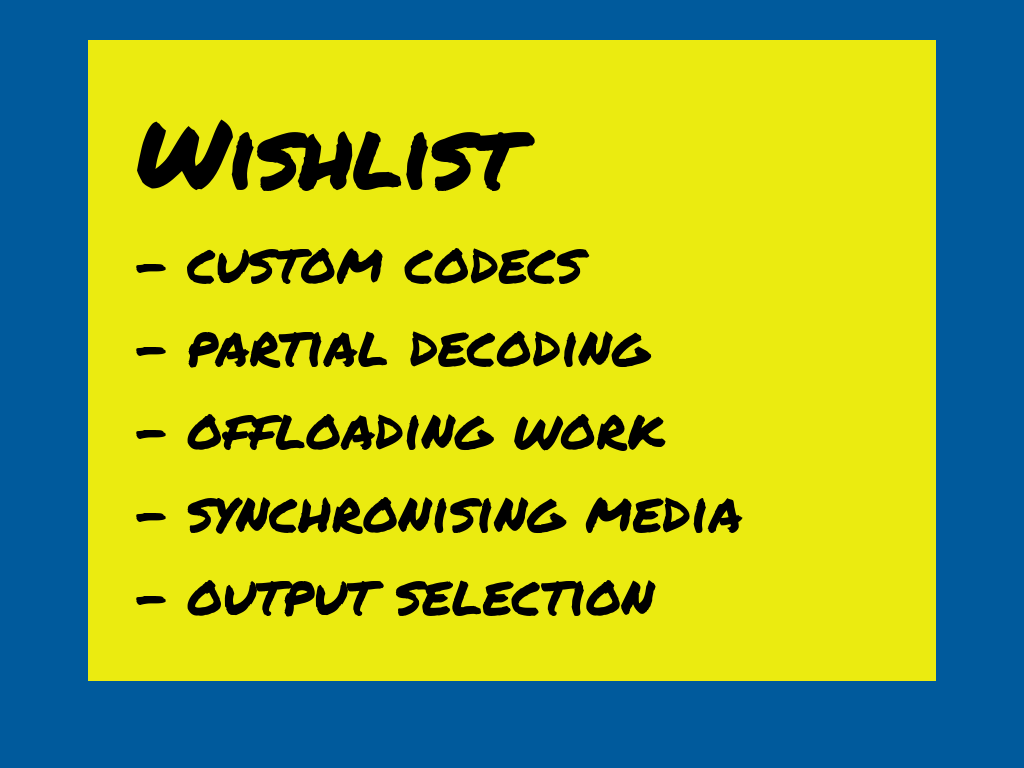 Wishlist
- custom codecs
- partial decoding
- offloading work
- synchronising media
- output selection